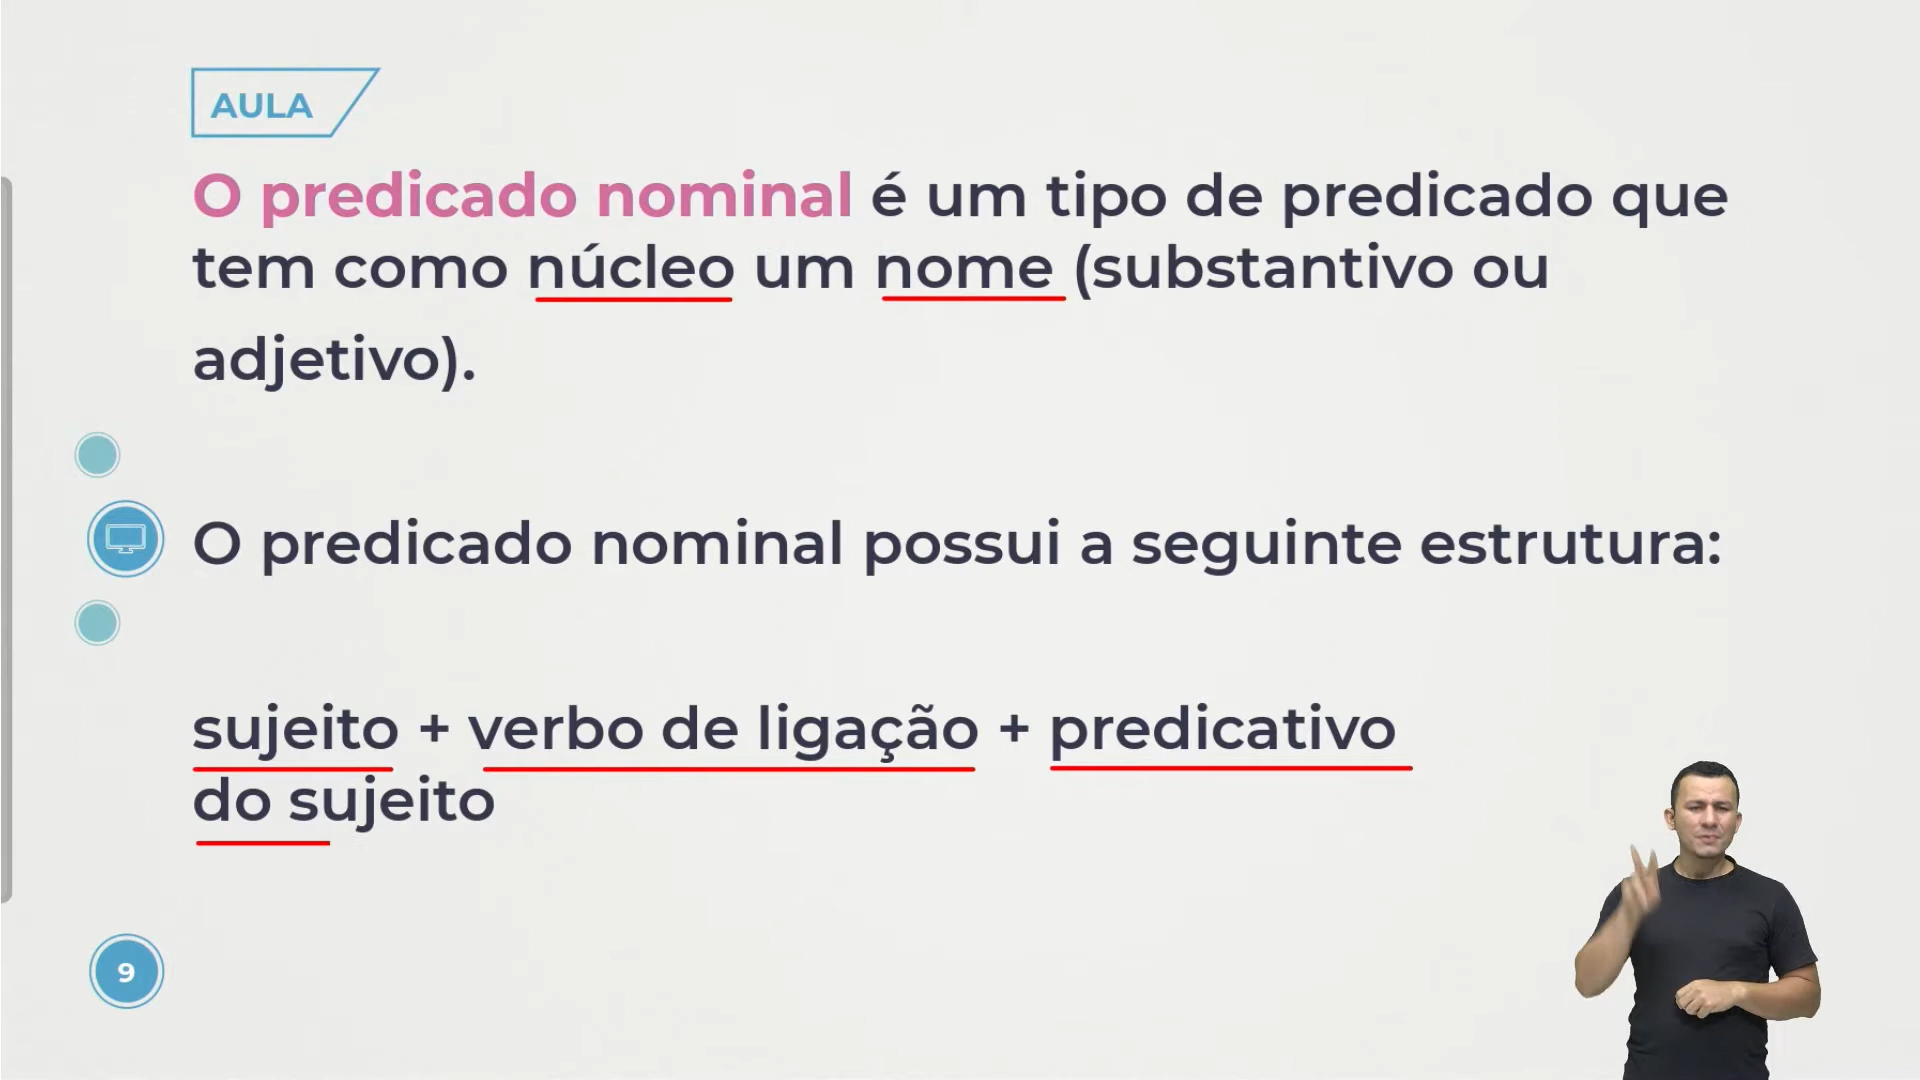 AULA
O predicado nominal é um tipo de predicado que
tem como núcleo um nome (substantivo ou
adjetivo).
O predicado nominal possui a seguinte estrutura:
sujeito + verbo de ligação + predicativo
do sujeito
9